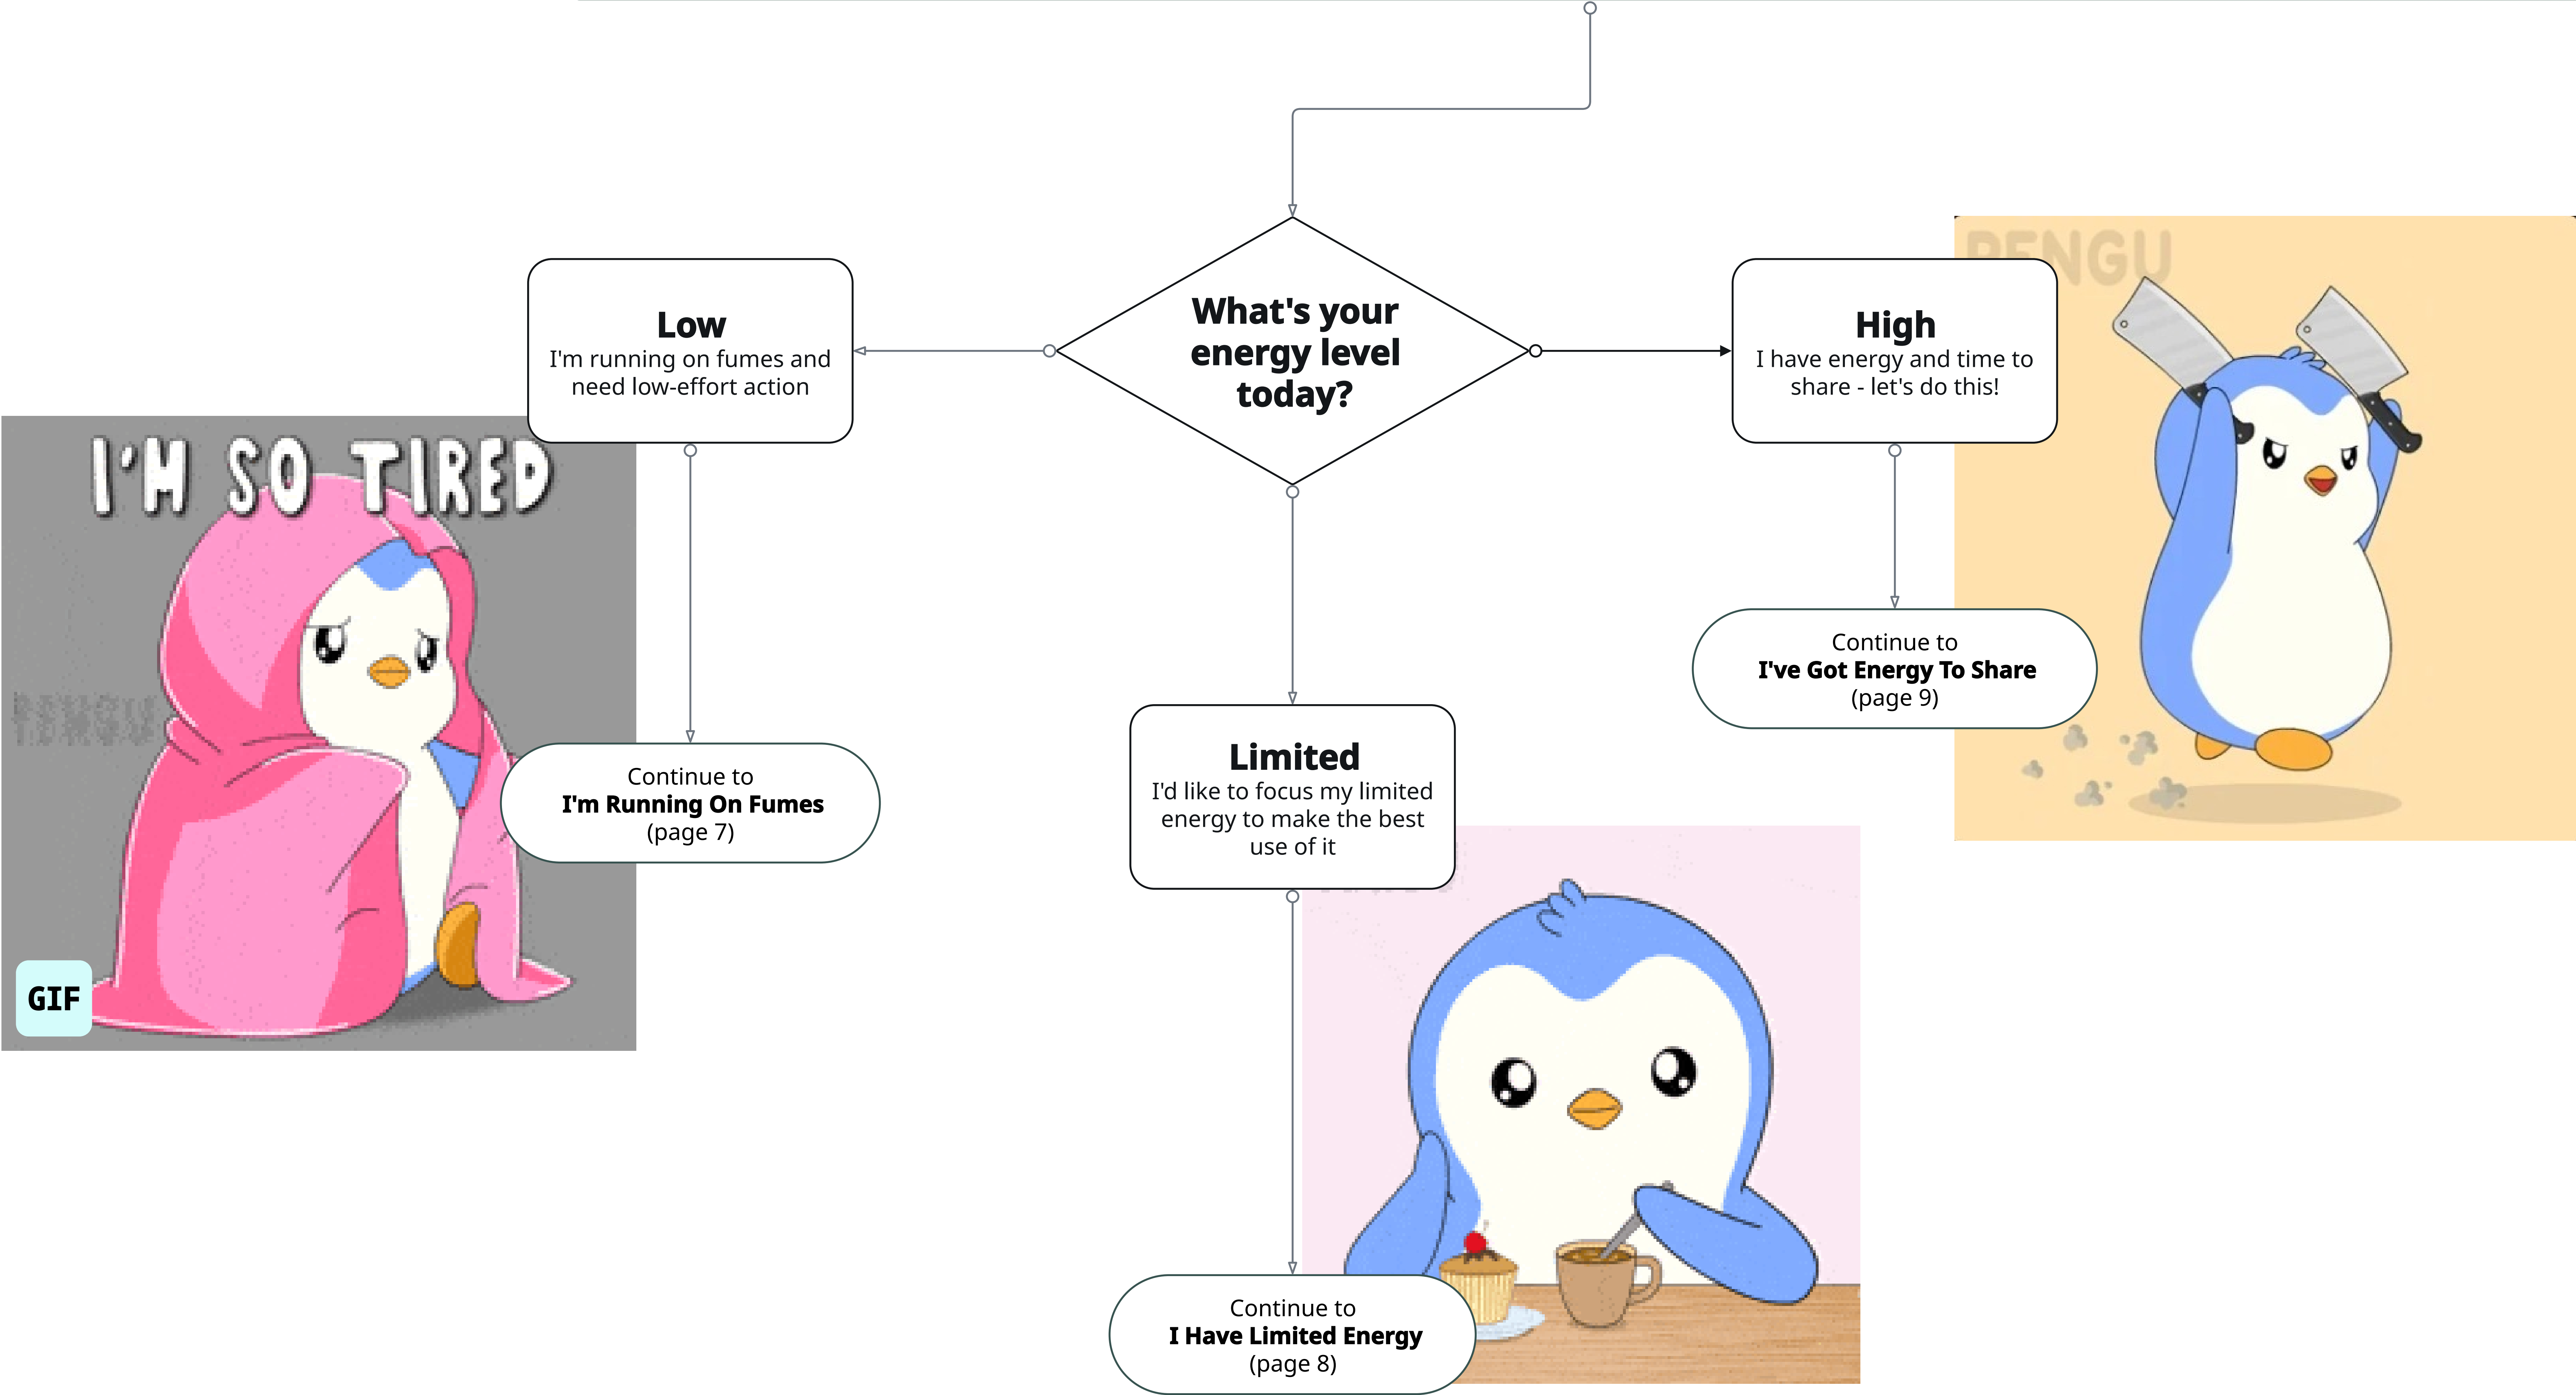 What's your
energy level
today?
Low
I'm running on fumes and
need low-effort action
High
I have energy and time to
share - let's do this!
PENGU
I'M SO TIRED
PENGU
GIF
Continue to
I've Got Energy To Share
(page 9)
Continue to
I'm Running On Fumes
(page 7)
Limited
I'd like to focus my limited
energy to make the best
use of it
Continue to
I Have Limited Energy
(page 8)